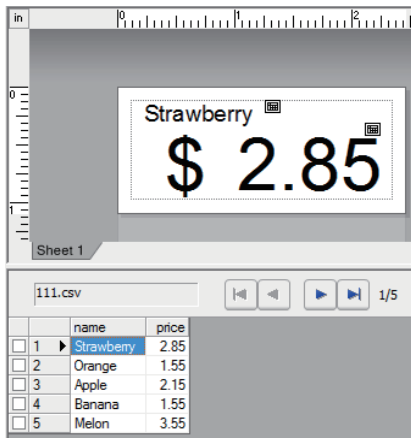 in
0 1 2
0
Strawberry
$ 2.85
1
Sheet 1
111.csv 1/5
name price
1 Strawberry 2.85
2 Orange 1.55
3 Apple 2.15
4 Banana 1.55
5 Melon 3.55